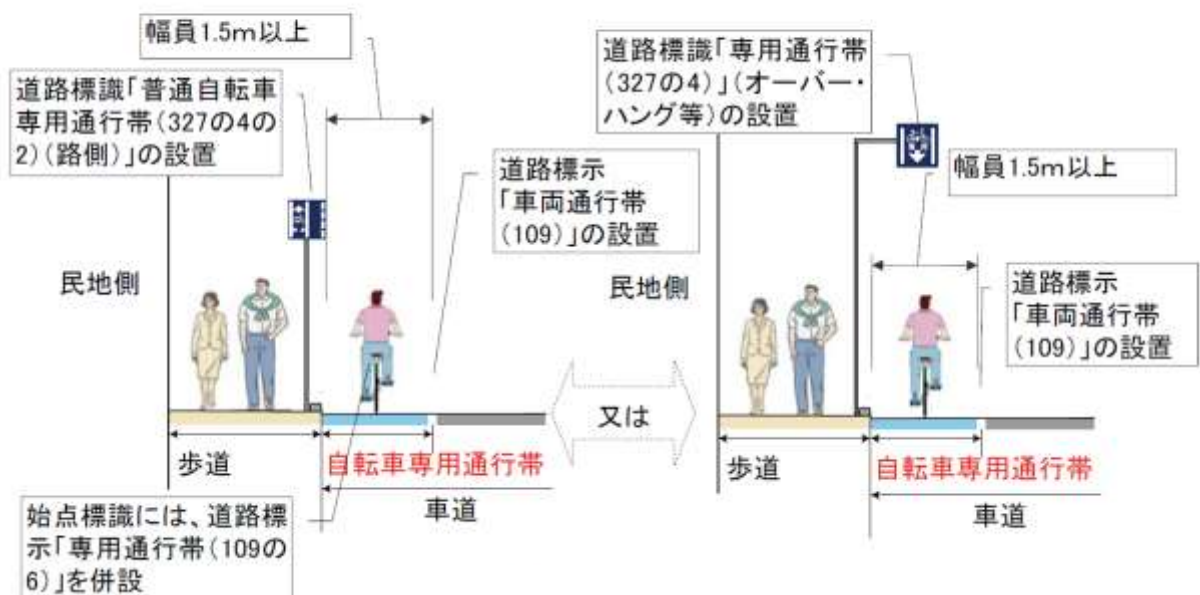 幅員1.5m以上
道路標識「普通自転車
専用通行帯(327の4の
2)(路側)」の設置
道路標示
「車両通行帯
(109)」の設置
民地側
歩道
自転車専用通行帯
車道
始点標識には、道路標
示「専用通行帯(109の
6)」を併設
又は
道路標識「専用通行帯
(327の4)」(オーバー・
ハング等)の設置
幅員1.5m以上
道路標示
「車両通行帯
(109)」の設置
民地側
歩道
自転車専用通行帯
車道